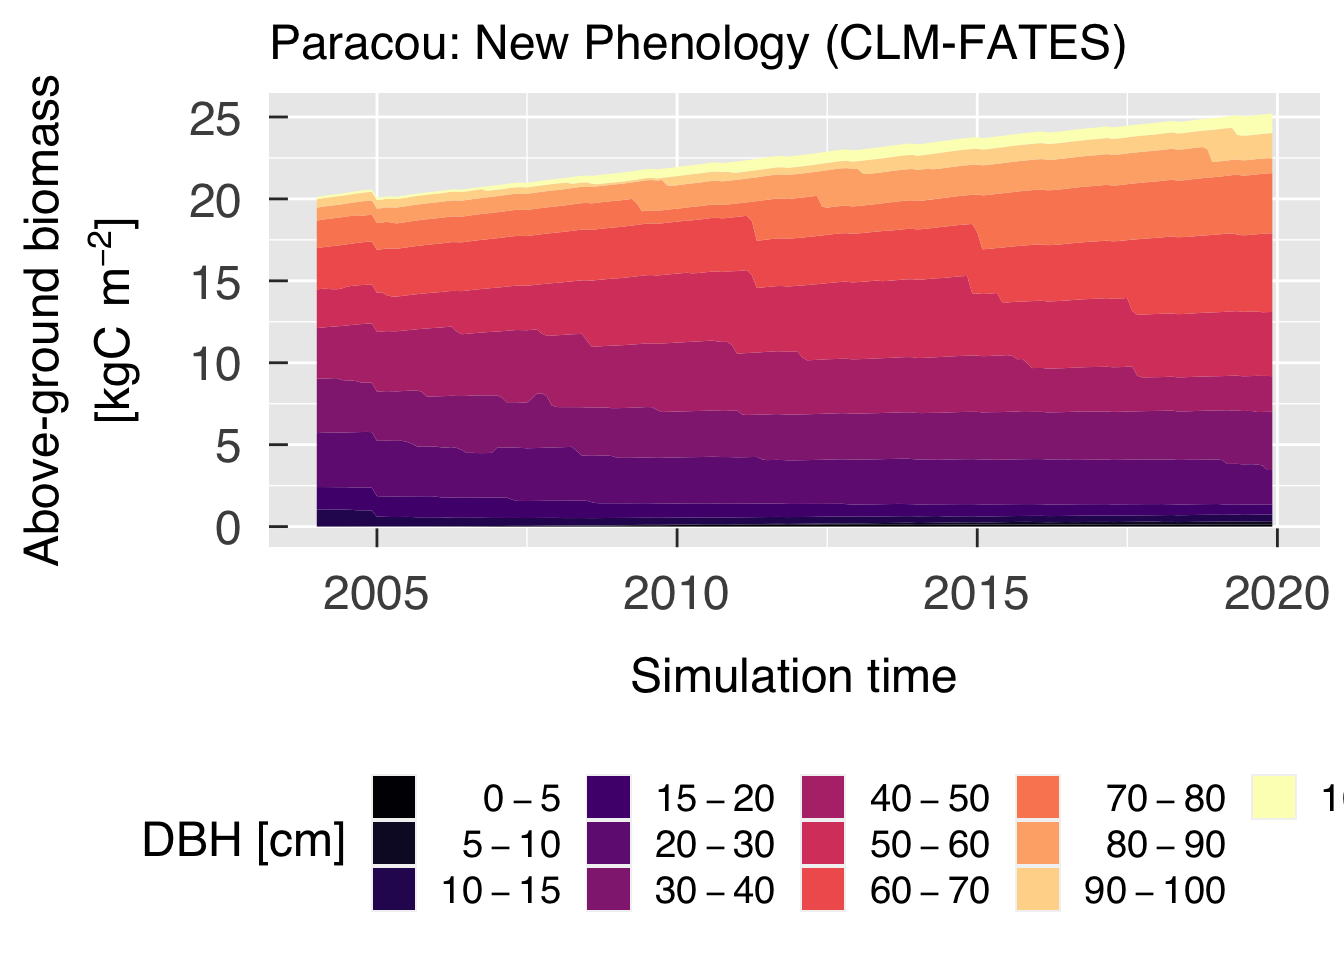 Paracou: New Phenology (CLM-FATES)
Above-ground biomass
[kgC m⁻²]
25
20
15
10
5
0
2005 2010 2015 2020
Simulation time
DBH [cm]
0 – 5 15 – 20 40 – 50 70 – 80
5 – 10 20 – 30 50 – 60 80 – 90
10 – 15 30 – 40 60 – 70 90 – 100